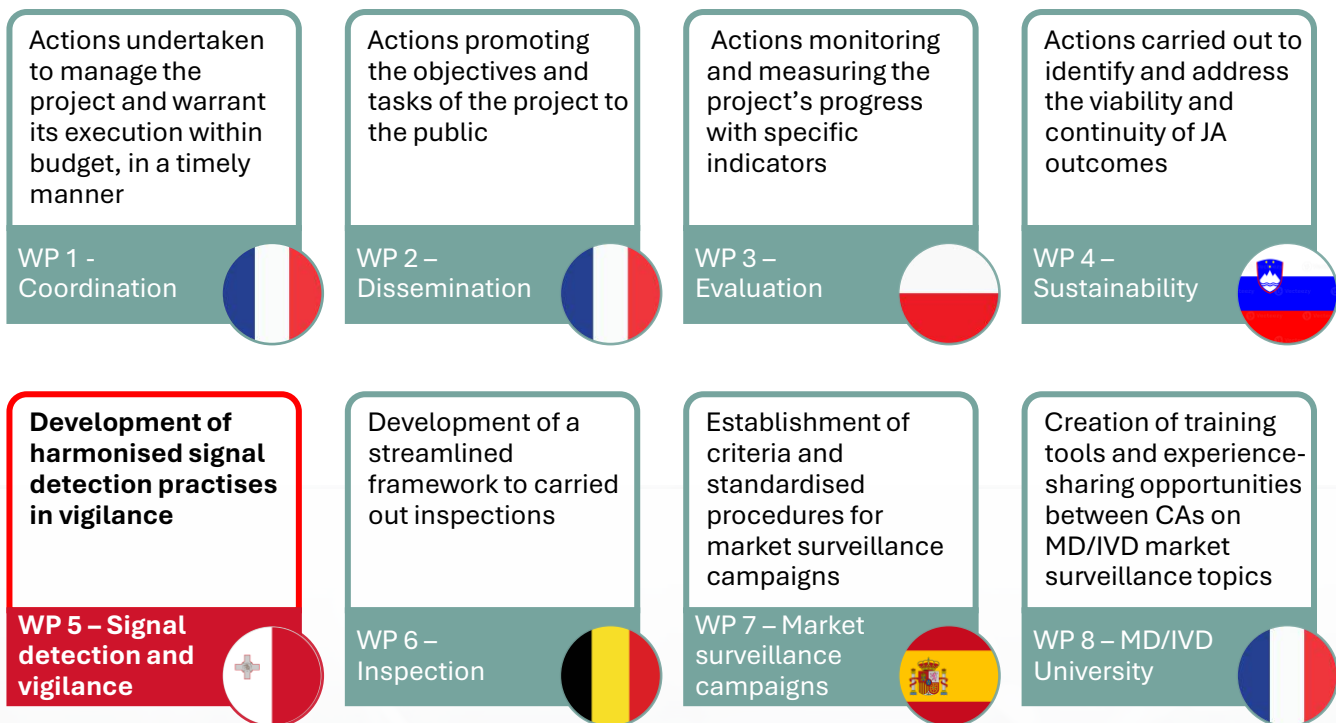 Actions undertaken
to manage the
project and warrant
its execution within
budget, in a timely
manner
WP 1 -
Coordination
Actions promoting
the objectives and
tasks of the project to
the public
WP 2 –
Dissemination
Actions monitoring
and measuring the
project’s progress
with specific
indicators
WP 3 –
Evaluation
Actions carried out to
identify and address
the viability and
continuity of JA
outcomes
WP 4 –
Sustainability
Development of
harmonised signal
detection practises
in vigilance
WP 5 – Signal
detection and
vigilance
Development of a
streamlined
framework to carried
out inspections
WP 6 –
Inspection
Establishment of
criteria and
standardised
procedures for
market surveillance
campaigns
WP 7 – Market
surveillance
campaigns
Creation of training
tools and experience-
sharing opportunities
between CAs on
MD/IVD market
surveillance topics
WP 8 – MD/IVD
University